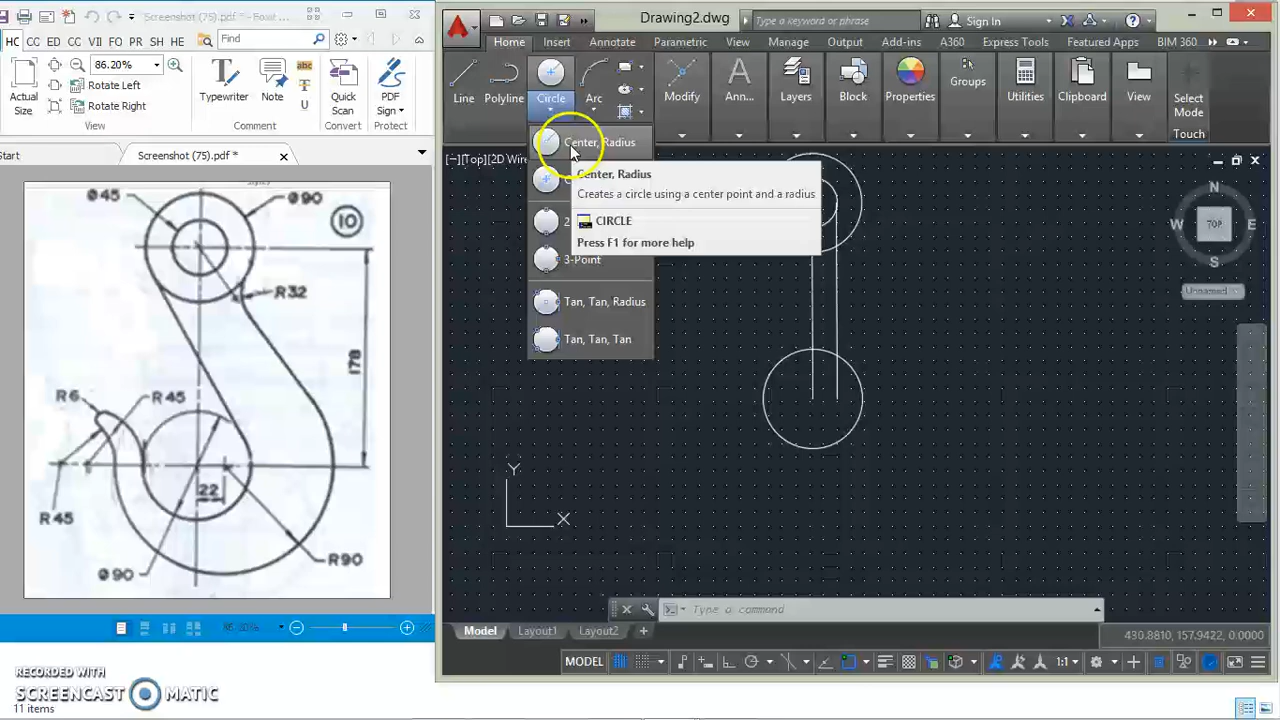 Screenshot (75).pdf * - Foxit ...
HC CC ED CC VII FO PR SH HE
Find
Actual Size
86.20%
Rotate Left
Rotate Right
View
Typewriter
Note
Comment
Quick Scan
Convert
PDF Sign
Protect
Start
Screenshot (75).pdf *
Ø45
Ø90
10
R32
178
R6
R45
22
R45
R90
Ø90
86.20%
RECORDED WITH
SCREENCAST MATIC
11 items
Drawing2.dwg
Type a keyword or phrase
Sign In
Home Insert Annotate Parametric View Manage Output Add-ins A360 Express Tools Featured Apps BIM 360
Line
Polyline
Circle
Arc
Modify
Ann...
Layers
Block
Properties
Groups
Utilities
Clipboard
View
Select Mode
Touch
[−][Top][2D Wire
Center, Radius
Center, Radius
Creates a circle using a center point and a radius
CIRCLE
Press F1 for more help
3-Point
Tan, Tan, Radius
Tan, Tan, Tan
N
W TOP E
S
Unnamed
Y
X
Type a command
Model Layout1 Layout2 +
430.8810, 157.9422, 0.0000
MODEL
1:1